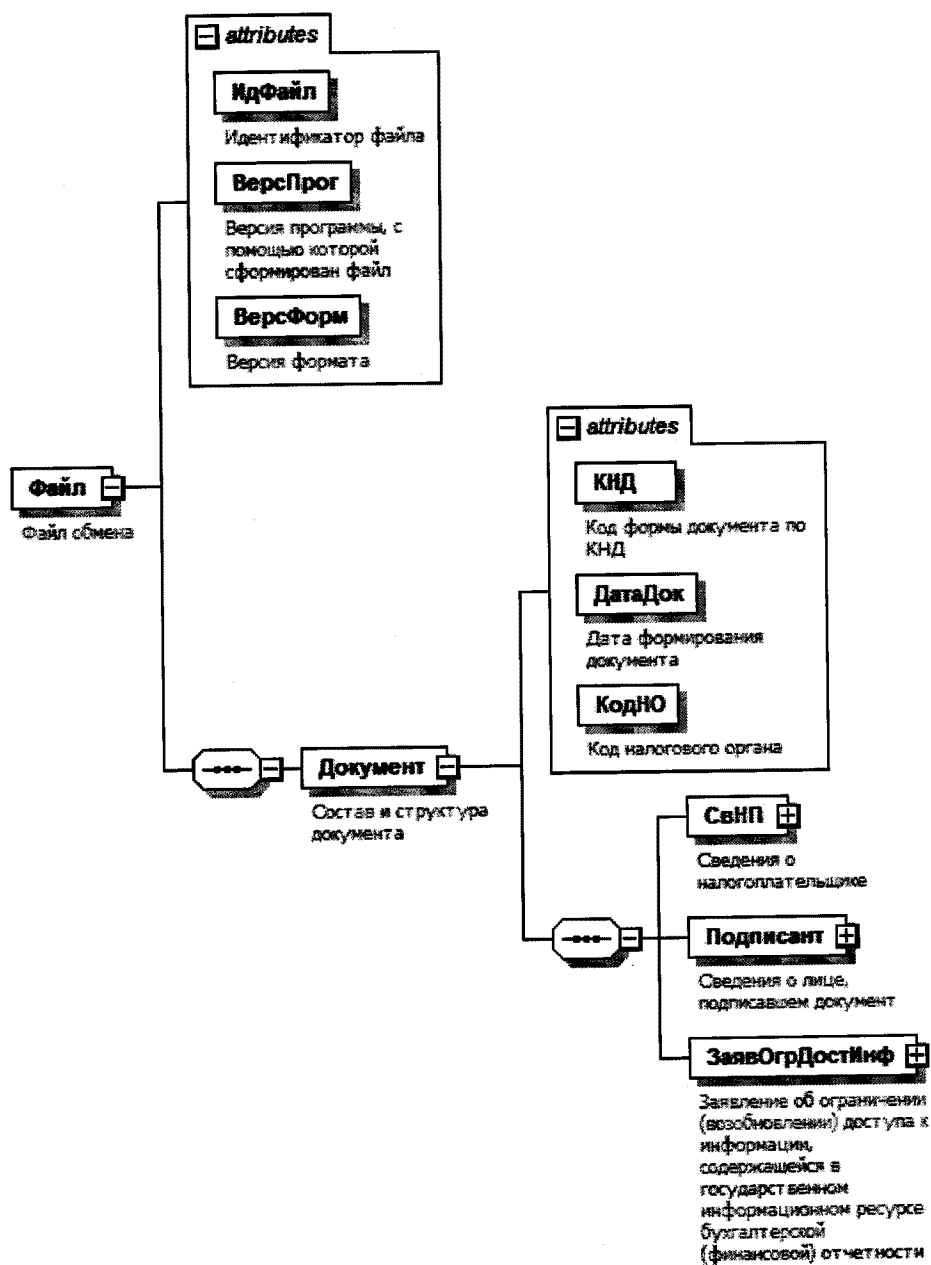 attributes
ИдФайл
Идентификатор файла
ВерсПрог
Версия программы, с
помощью которой
сформирован файл
ВерсФорм
Версия формата
Файл
Файл обмена
attributes
КНД
Код формы документа по
КНД
ДатаДок
Дата формирования
документа
КодНО
Код налогового органа
Документ
Состав и структура
документа
СвНП
Сведения о
налогоплательщике
Подписант
Сведения о лице,
подписавшем документ
ЗаявОгрДостИнф
Заявление об ограничении
(возобновлении) доступа к
информации,
содержащейся в
государственном
информационном ресурсе
бухгалтерской
(финансовой) отчетности